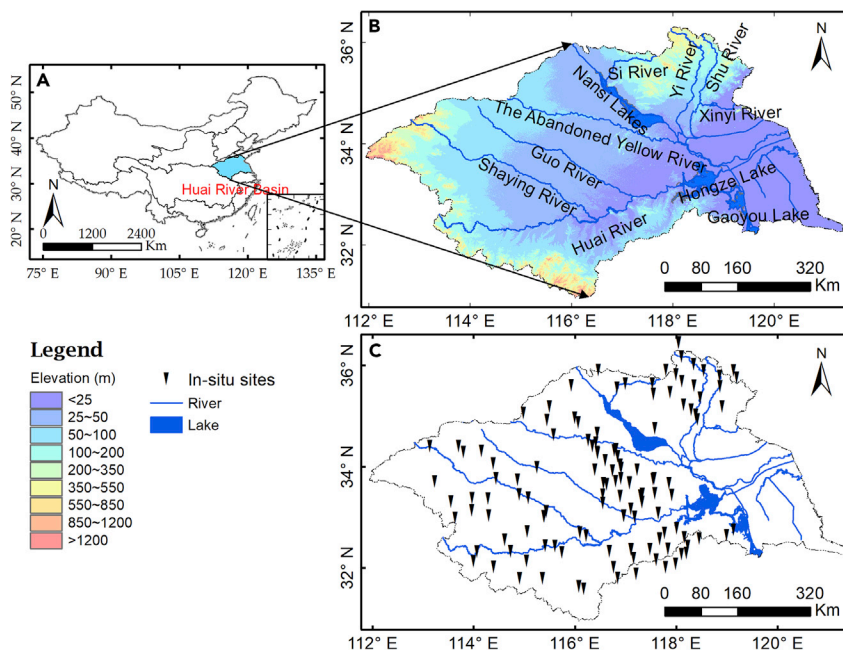 A
50° N
40° N
30° N
20° N
Huai River Basin
N
0 1200 2400
Km
75° E 90° E 105° E 120° E 135° E
B
N
36° N
34° N
32° N
Si River
Yi River
Shu River
Nansi Lakes
Xinyi River
The Abandoned Yellow River
Guo River
Shaying River
Hongze Lake
Huai River
Gaoyou Lake
0 80 160 320
Km
112° E 114° E 116° E 118° E 120° E
Legend
Elevation (m)
<25
25~50
50~100
100~200
200~350
350~550
550~850
850~1200
>1200
In-situ sites
River
Lake
C
N
36° N
34° N
32° N
0 80 160 320
Km
112° E 114° E 116° E 118° E 120° E